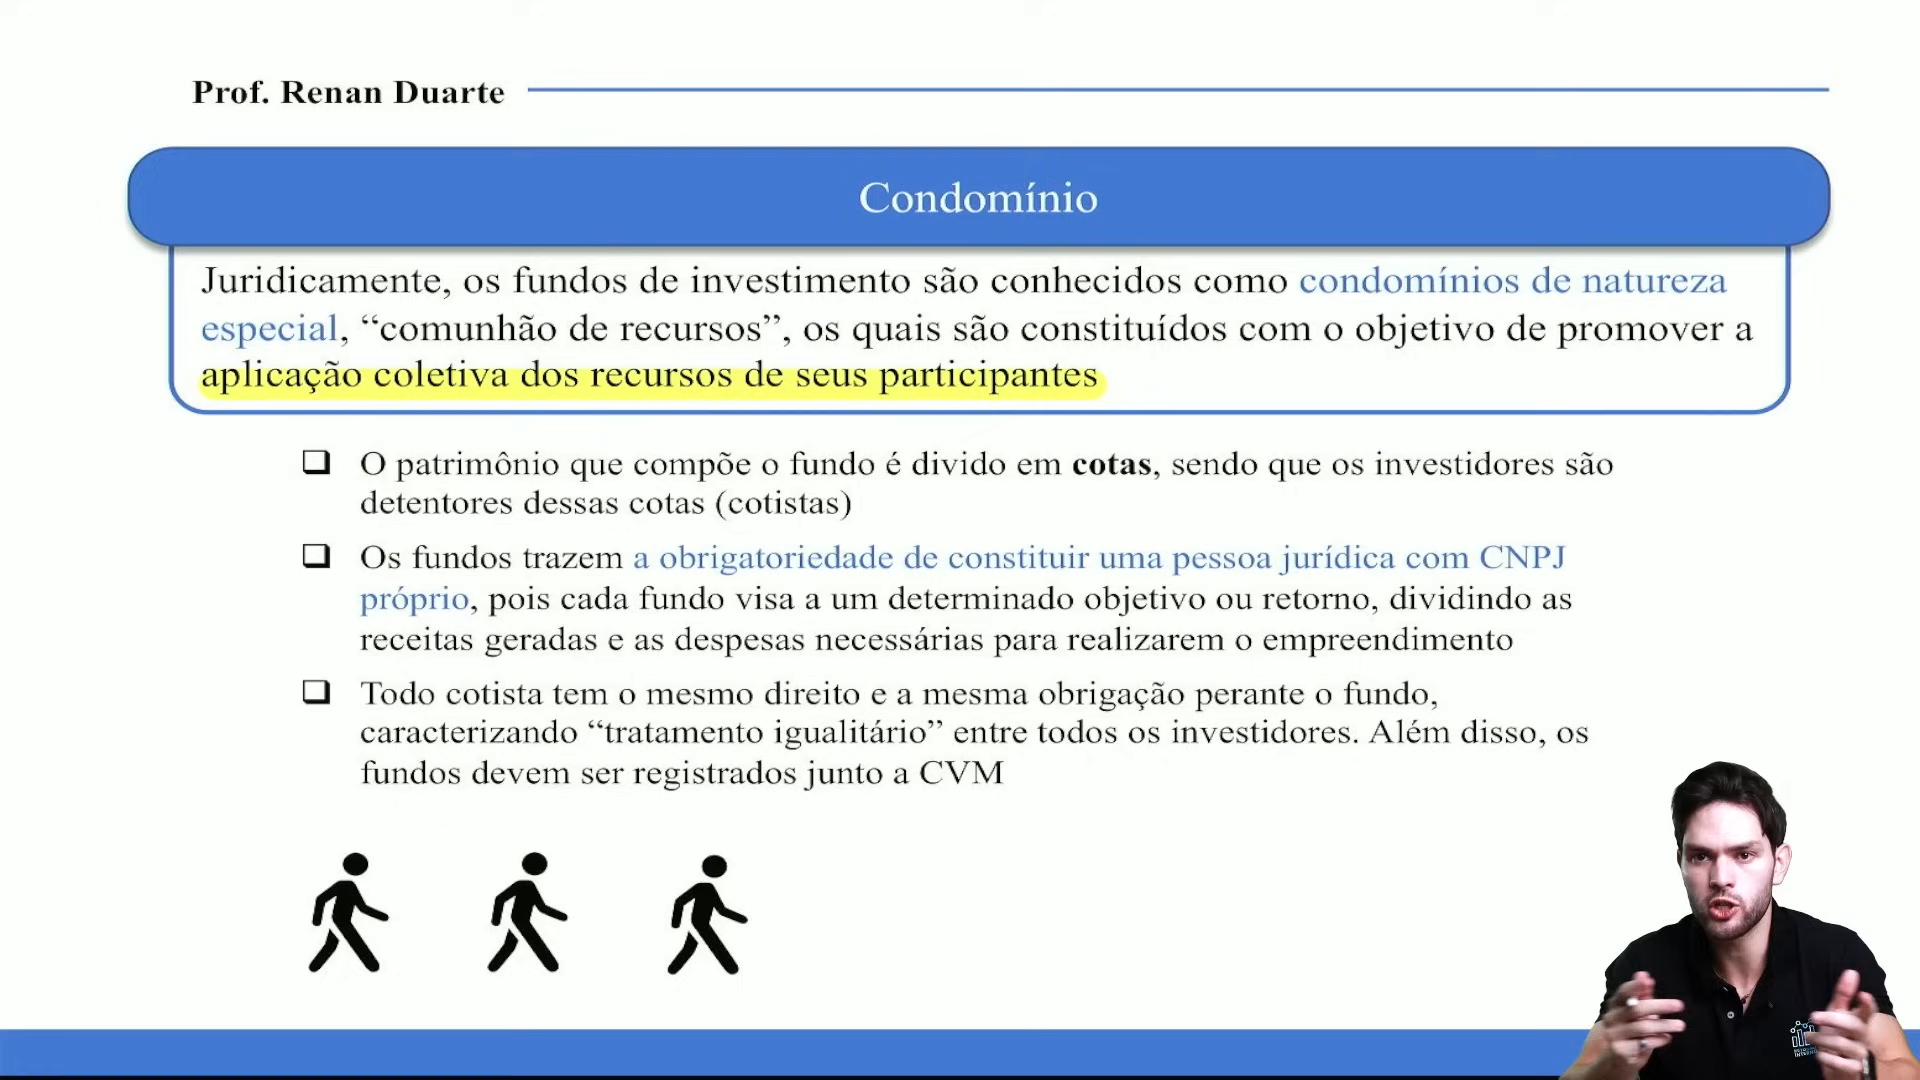 Prof. Renan Duarte
Condomínio
Juridicamente, os fundos de investimento são conhecidos como condomínios de natureza
especial, “comunhão de recursos”, os quais são constituídos com o objetivo de promover a
aplicação coletiva dos recursos de seus participantes
O patrimônio que compõe o fundo é divido em cotas, sendo que os investidores são
detentores dessas cotas (cotistas)
Os fundos trazem a obrigatoriedade de constituir uma pessoa jurídica com CNPJ
próprio, pois cada fundo visa a um determinado objetivo ou retorno, dividindo as
receitas geradas e as despesas necessárias para realizarem o empreendimento
Todo cotista tem o mesmo direito e a mesma obrigação perante o fundo,
caracterizando “tratamento igualitário” entre todos os investidores. Além disso, os
fundos devem ser registrados junto a CVM